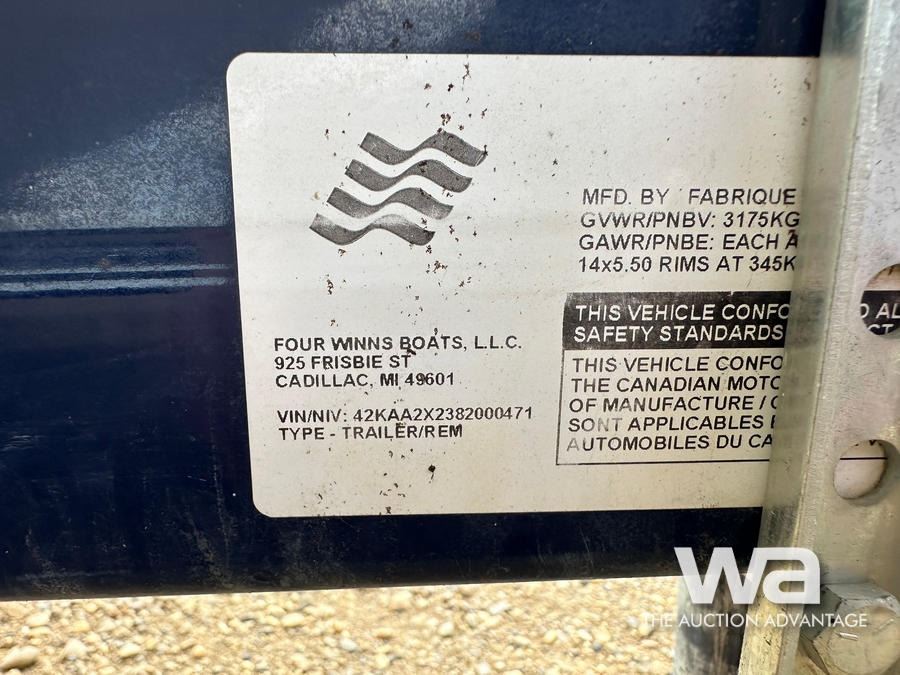 MFD. BY FABRIQUE
GVWR/PNBV: 3175KG
GAWR/PNBE: EACH A
14x5.50 RIMS AT 345K
THIS VEHICLE CONFO
SAFETY STANDARDS
D AL
CT
FOUR WINNS BOATS, L.L.C.
925 FRISBIE ST
CADILLAC, MI 49601
VIN/NIV: 42KAA2X2382000471
TYPE - TRAILER/REM
THIS VEHICLE CONFO
THE CANADIAN MOTO
OF MANUFACTURE /
SONT APPLICABLES
AUTOMOBILES DU CA
wa
THE AUCTION ADVANTAGE